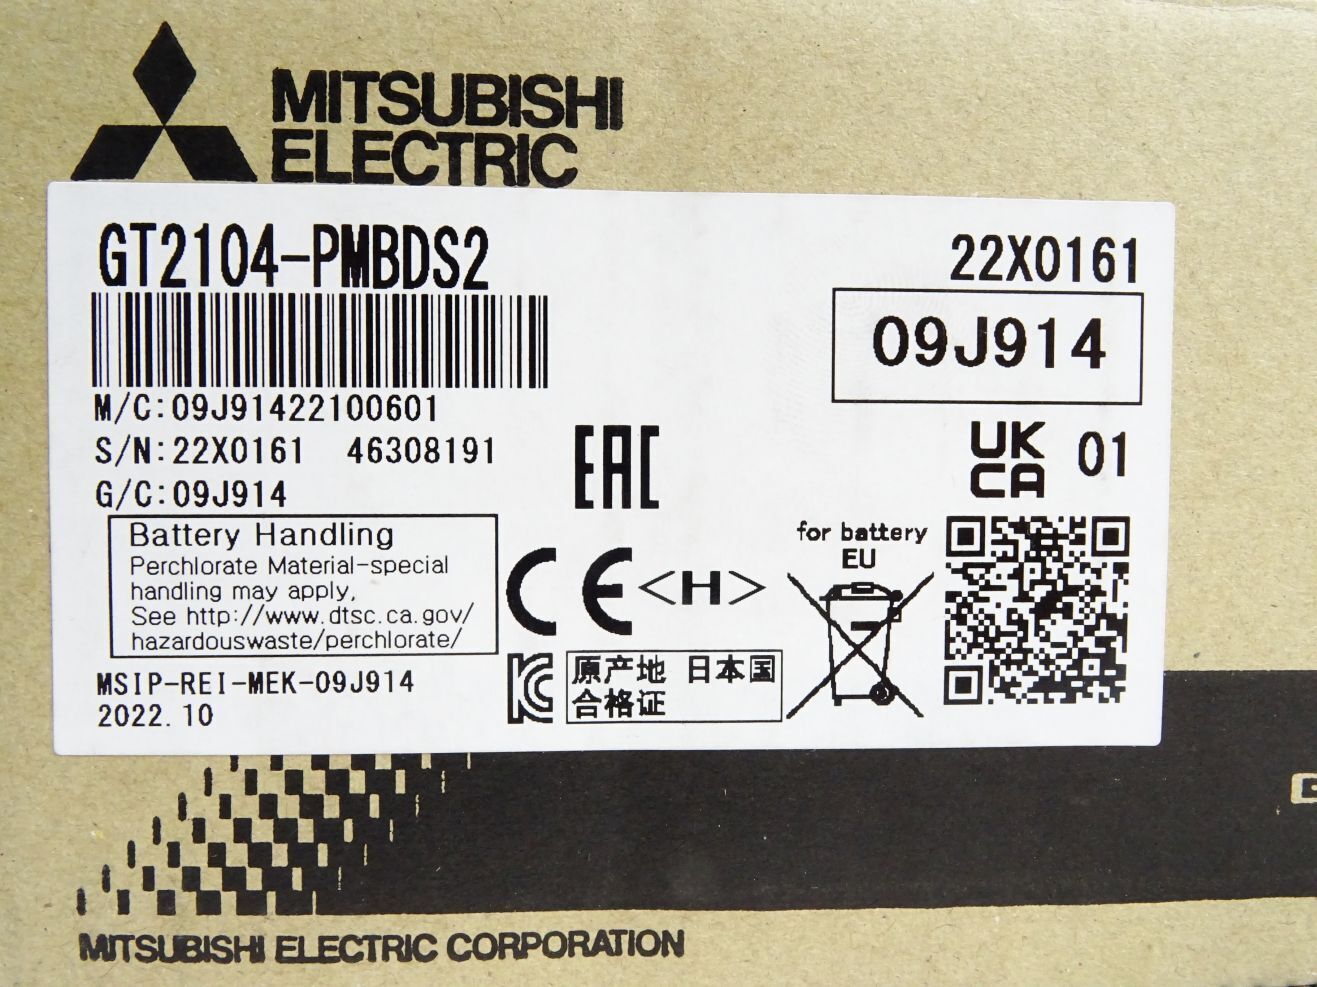 MITSUBISHI
ELECTRIC
GT2104-PMBDS2
22X0161
09J914
M/C:09J91422100601
S/N:22X0161 46308191
G/C:09J914
EAC
UK
CA
01
Battery Handling
Perchlorate Material-special
handling may apply,
See http://www.dtsc.ca.gov/
hazardouswaste/perchlorate/
CE
<H>
for battery
EU
MSIP-REI-MEK-09J914
2022.10
原产地 日本国
合格证
MITSUBISHI ELECTRIC CORPORATION